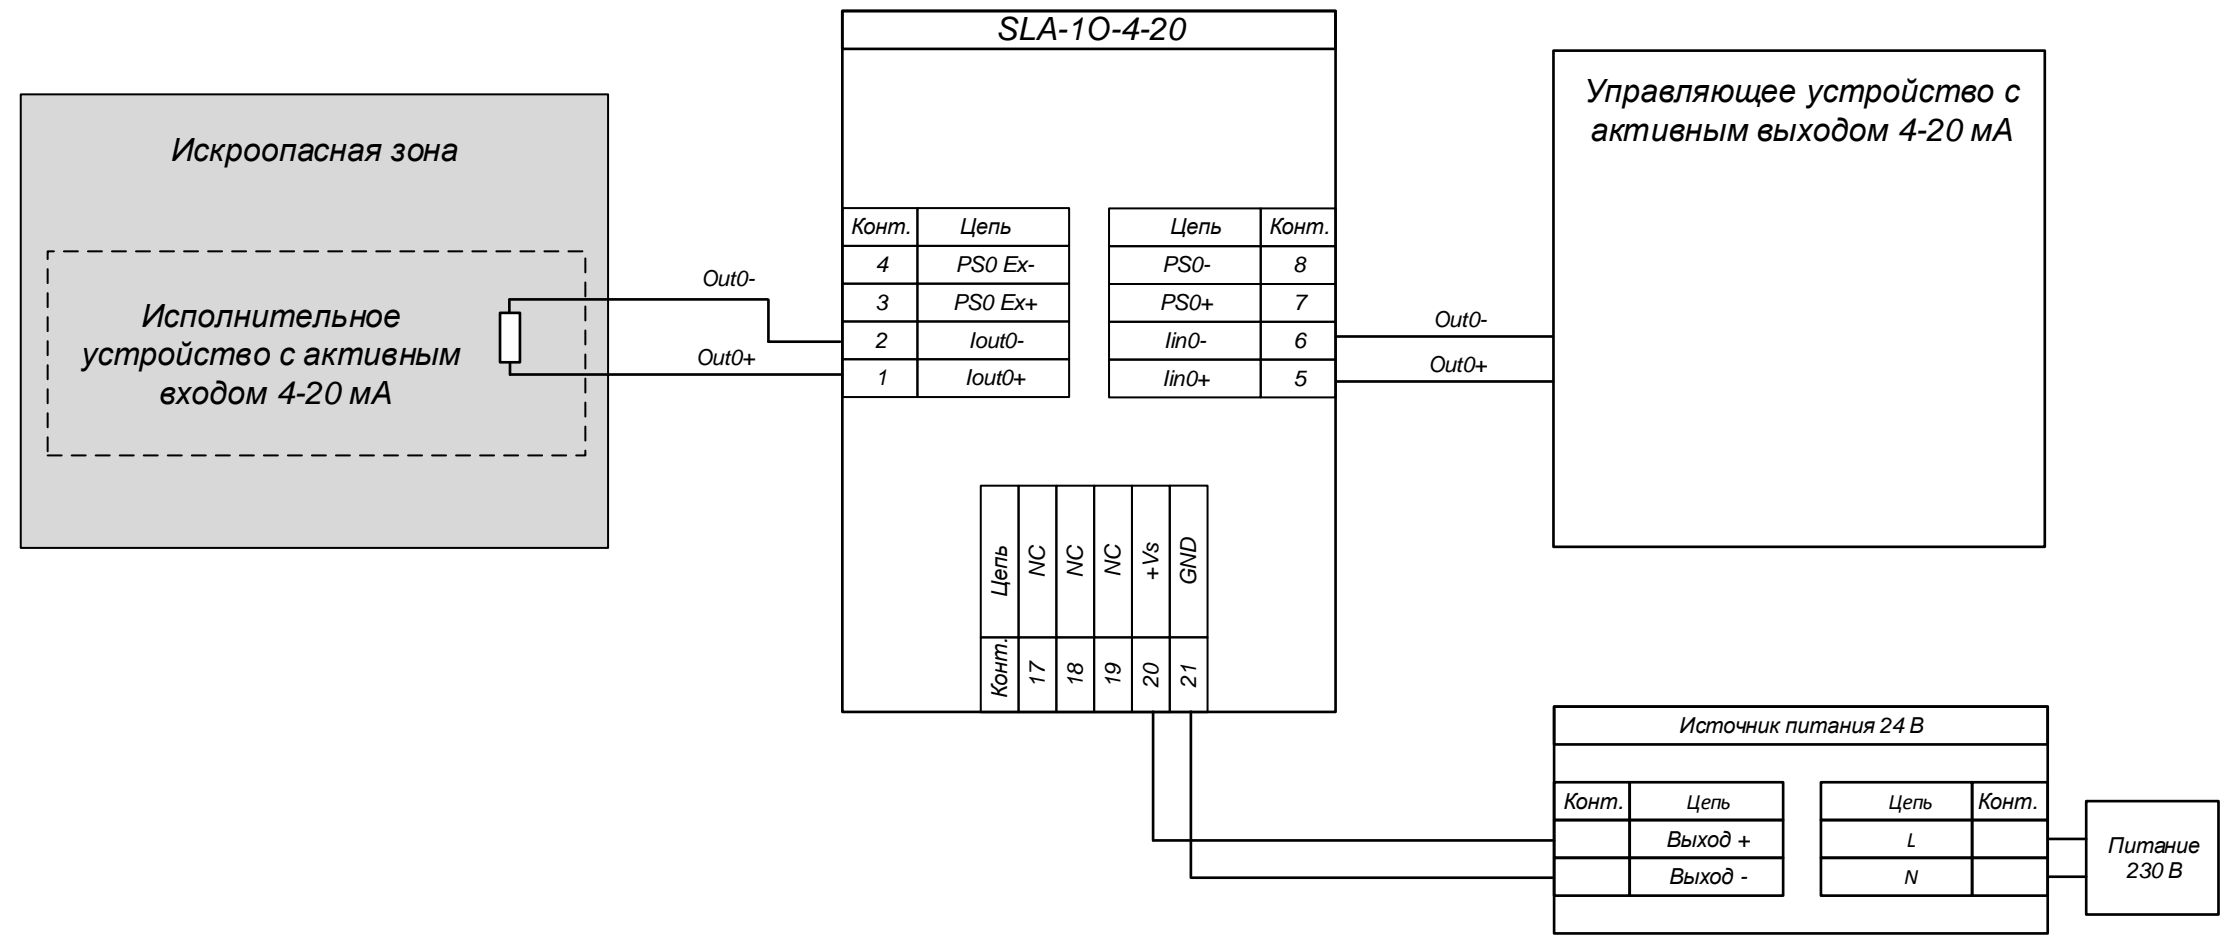 SLA-1O-4-20
Искроопасная зона
Исполнительное
устройство с активным
входом 4-20 мА
Out0-
Out0+
Конт. Цепь
4 PS0 Ex-
3 PS0 Ex+
2 Iout0-
1 Iout0+
Цепь Конт.
PS0- 8
PS0+ 7
Iin0- 6
Iin0+ 5
Out0-
Out0+
Управляющее устройство с
активным выходом 4-20 мА
Цепь NC NC NC +Vs GND
Конт. 17 18 19 20 21
Источник питания 24 В
Конт. Цепь
Выход +
Выход -
Цепь Конт.
L
N
Питание
230 В